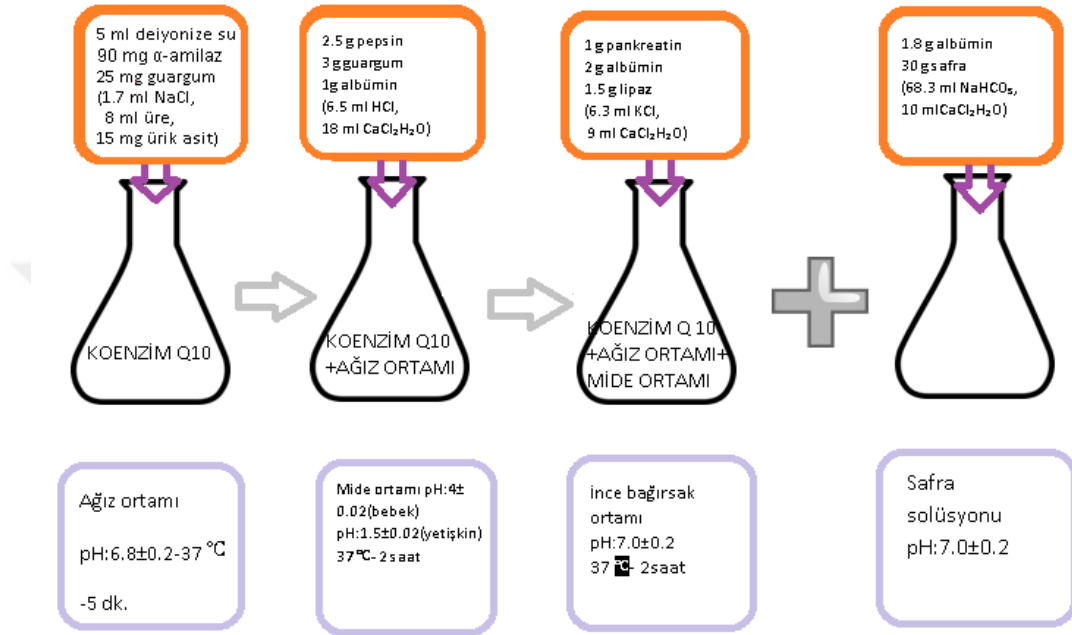 5 ml deiyonize su
90 mg α-amilaz
25 mg guargum
(1.7 ml NaCl,
8 ml üre,
15 mg ürik asit)
2.5 g pepsin
3 g guargum
1g albümin
(6.5 ml HCl,
18 ml CaCl₂H₂O)
1 g pankreatin
2 g albümin
1.5 g lipaz
(6.3 ml KCl,
9 ml CaCl₂H₂O)
1.8 g albümin
30 g safra
(68.3 ml NaHCO₅,
10 ml CaCl₂H₂O)
KOENZİM Q10
KOENZİM Q10
+AĞIZ ORTAMI
KOENZİM Q 10
+AĞIZ ORTAMI+
MİDE ORTAMI
Ağız ortamı
pH:6.8±0.2-37 °C
-5 dk.
Mide ortamı pH:4±
0.02(bebek)
pH:1.5±0.02(yetişkin)
37°C- 2 saat
İnce bağırsak
ortamı
pH:7.0±0.2
37 °C- 2saat
Safra
solüsyonu
pH:7.0±0.2